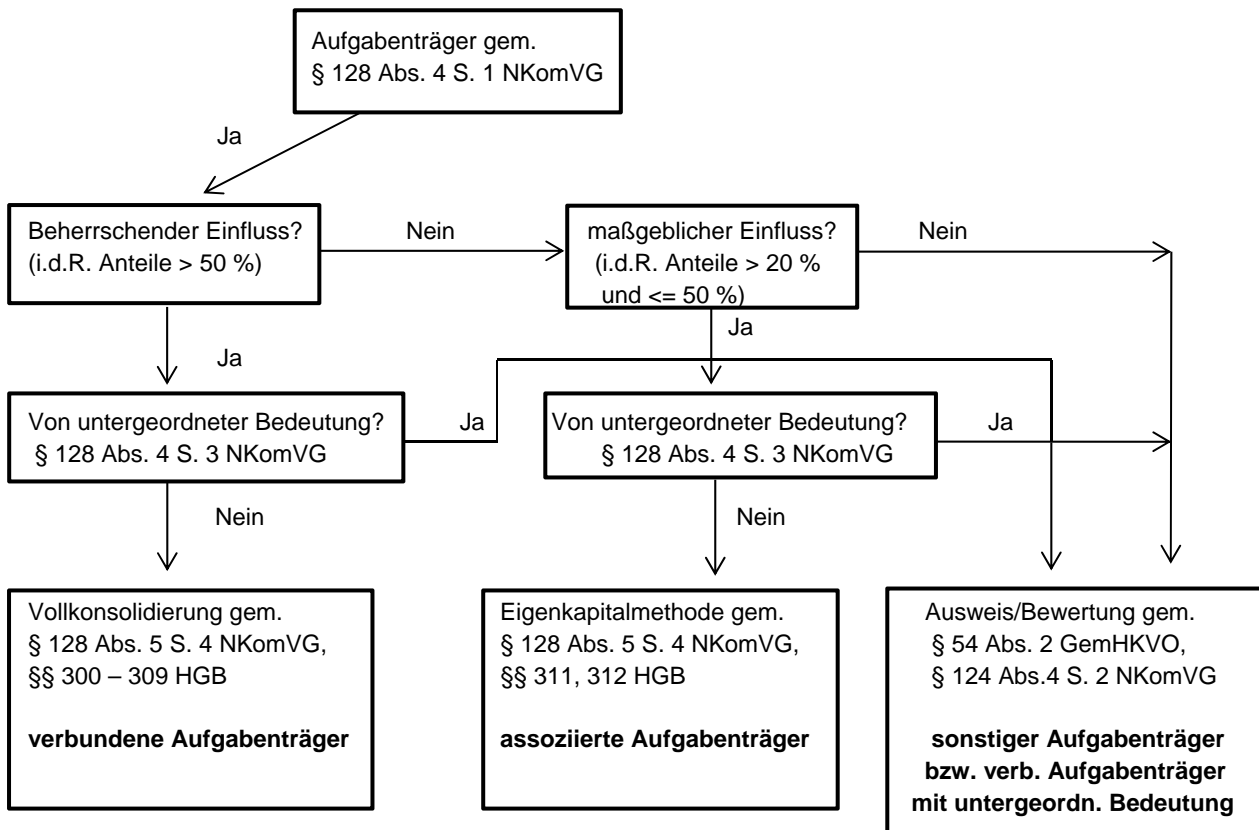 Aufgabenträger gem.
§ 128 Abs. 4 S. 1 NKomVG
Ja
Beherrschender Einfluss?
(i.d.R. Anteile > 50 %)
Nein
maßgeblicher Einfluss?
(i.d.R. Anteile > 20 %
und <= 50 %)
Nein
Ja
Ja
Von untergeordneter Bedeutung?
§ 128 Abs. 4 S. 3 NKomVG
Ja
Von untergeordneter Bedeutung?
§ 128 Abs. 4 S. 3 NKomVG
Ja
Nein
Nein
Vollkonsolidierung gem.
§ 128 Abs. 5 S. 4 NKomVG,
§§ 300 – 309 HGB
verbundene Aufgabenträger
Eigenkapitalmethode gem.
§ 128 Abs. 5 S. 4 NKomVG,
§§ 311, 312 HGB
assoziierte Aufgabenträger
Ausweis/Bewertung gem.
§ 54 Abs. 2 GemHKVO,
§ 124 Abs.4 S. 2 NKomVG
sonstiger Aufgabenträger
bzw. verb. Aufgabenträger
mit untergeordn. Bedeutung